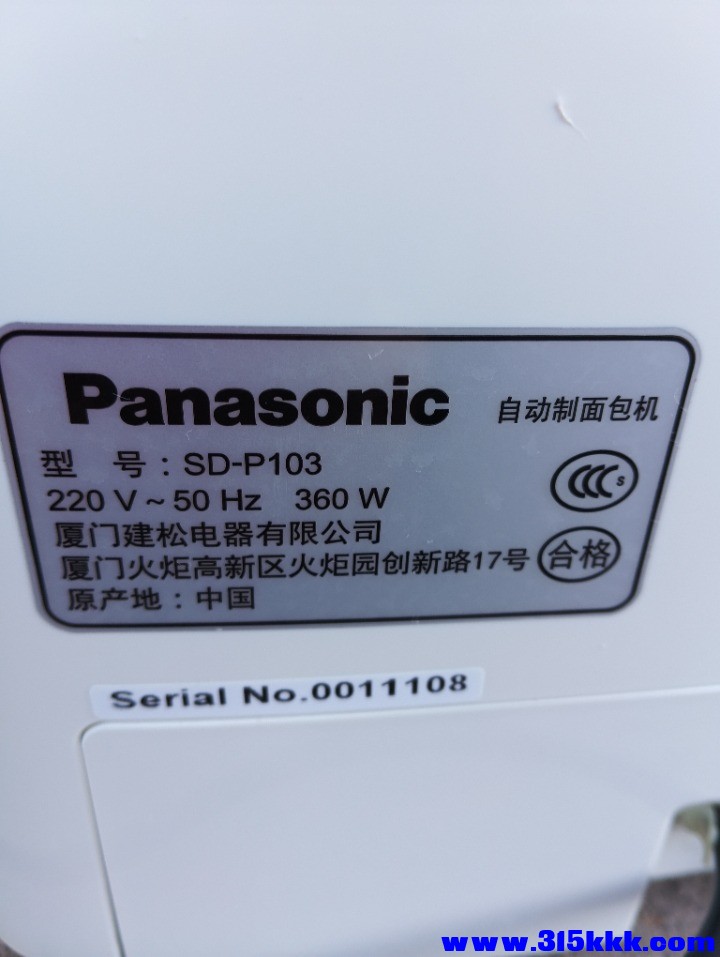 Panasonic 自动制面包机
型 号：SD-P103
CCC S
220 V ~ 50 Hz 360 W
厦门建松电器有限公司
厦门火炬高新区火炬园创新路17号
合格
原产地：中国
Serial No.0011108
www.315kkk.com